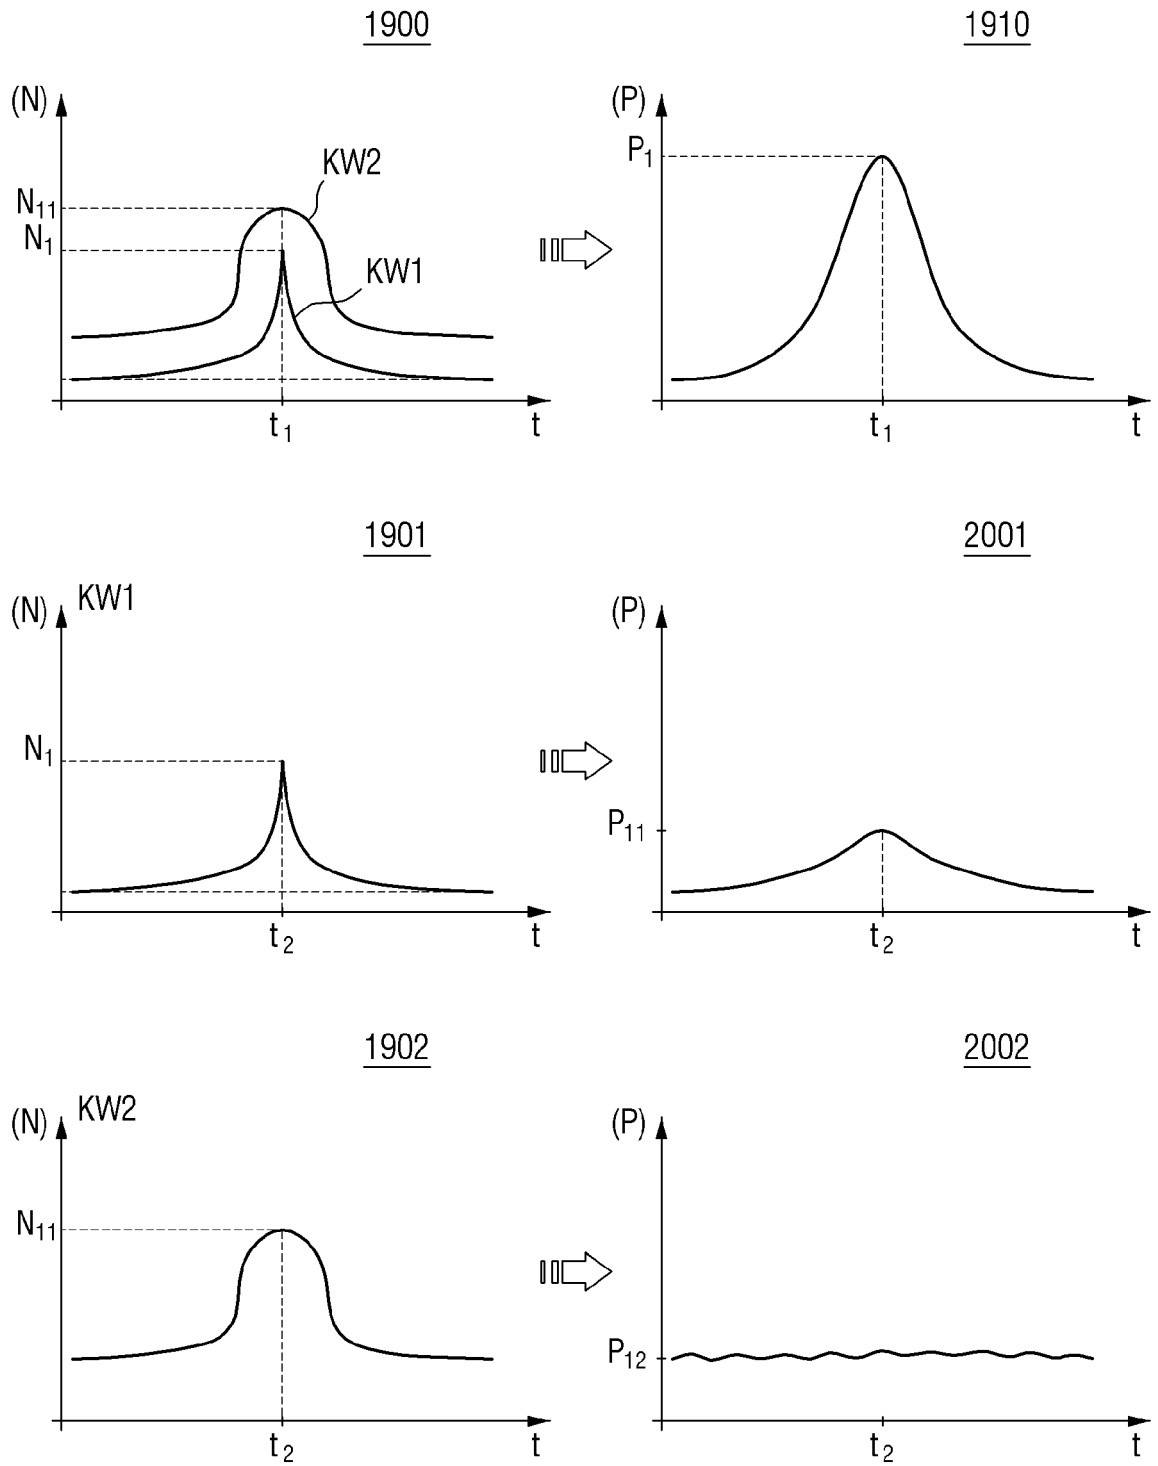 1900 1910
(N) (P)
KW2 P₁
N₁₁
N₁
KW1
t₁ t t₁ t
1901 2001
(N) KW1 (P)
N₁
P₁₁
t₂ t t₂ t
1902 2002
(N) KW2 (P)
N₁₁
P₁₂
t₂ t t₂ t